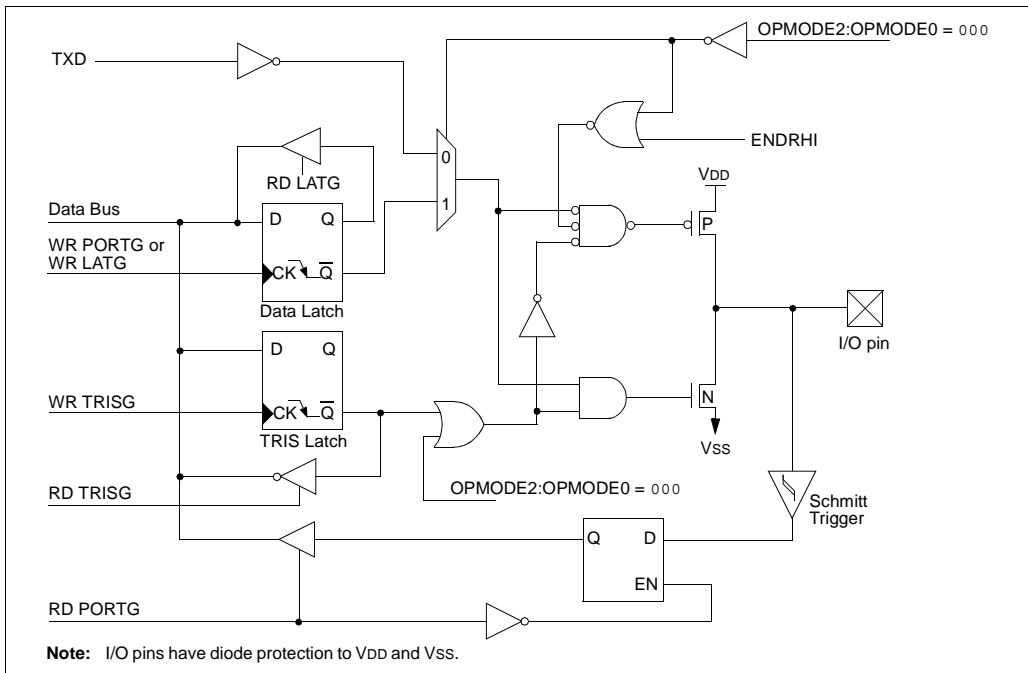 OPMODE2:OPMODE0 = 000
TXD
ENDRHI
0
RD LATG
VDD
Data Bus
D Q
1
P
WR PORTG or
WR LATG
CK Q
Data Latch
I/O pin
D Q
WR TRISG
CK Q
N
TRIS Latch
VSS
OPMODE2:OPMODE0 = 000
RD TRISG
Schmitt
Trigger
Q D
EN
RD PORTG
Note: I/O pins have diode protection to VDD and VSS.